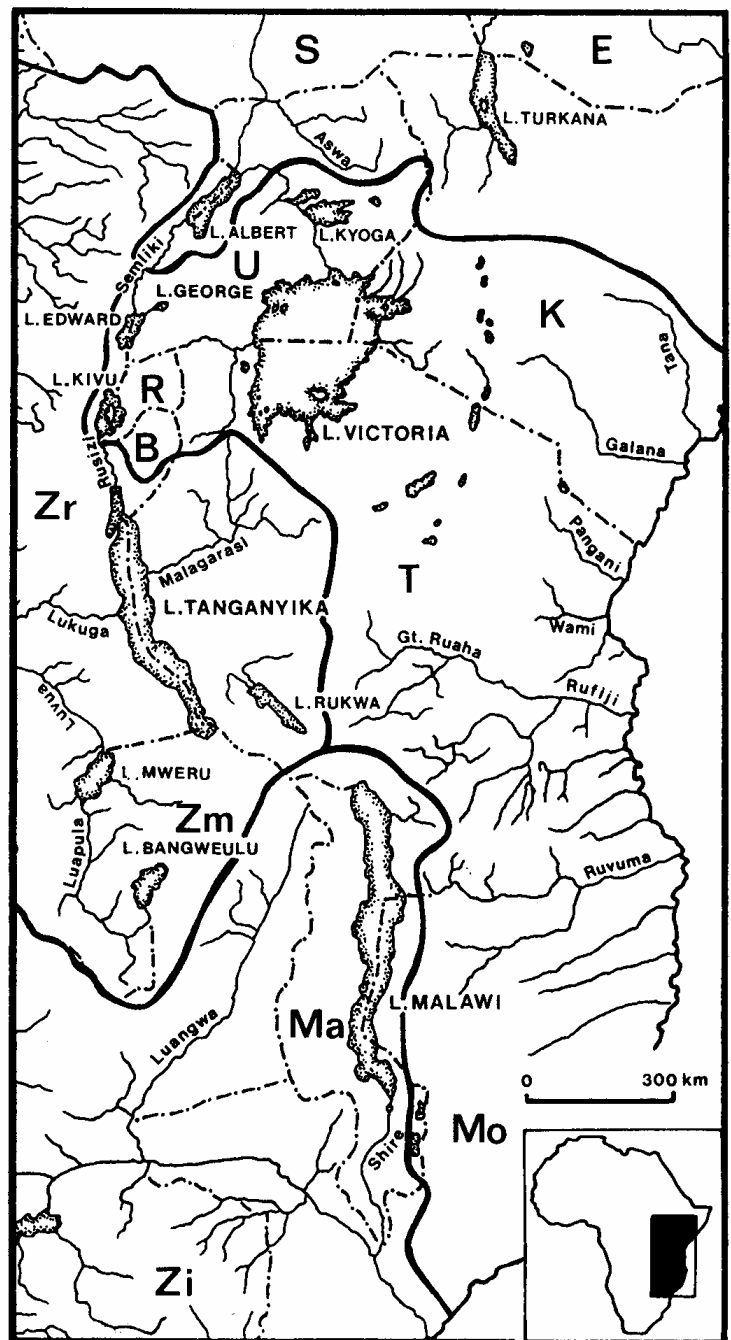 S
E
L. TURKANA
Aswa
L. ALBERT
L. KYOGA
Semliki
U
L. GEORGE
L. EDWARD
K
Tana
L. KIVU
R
B
L. VICTORIA
Galana
Rusizi
Zr
Malagarasi
Pangani
T
L. TANGANYIKA
Lukuga
Wami
Gt. Ruaha
Rufiji
Luvua
L. RUKWA
L. MWERU
Zm
L. BANGWEULU
Luapula
Ruvuma
L. MALAWI
Ma
Luangwa
0 300 km
Shire
Mo
Zi